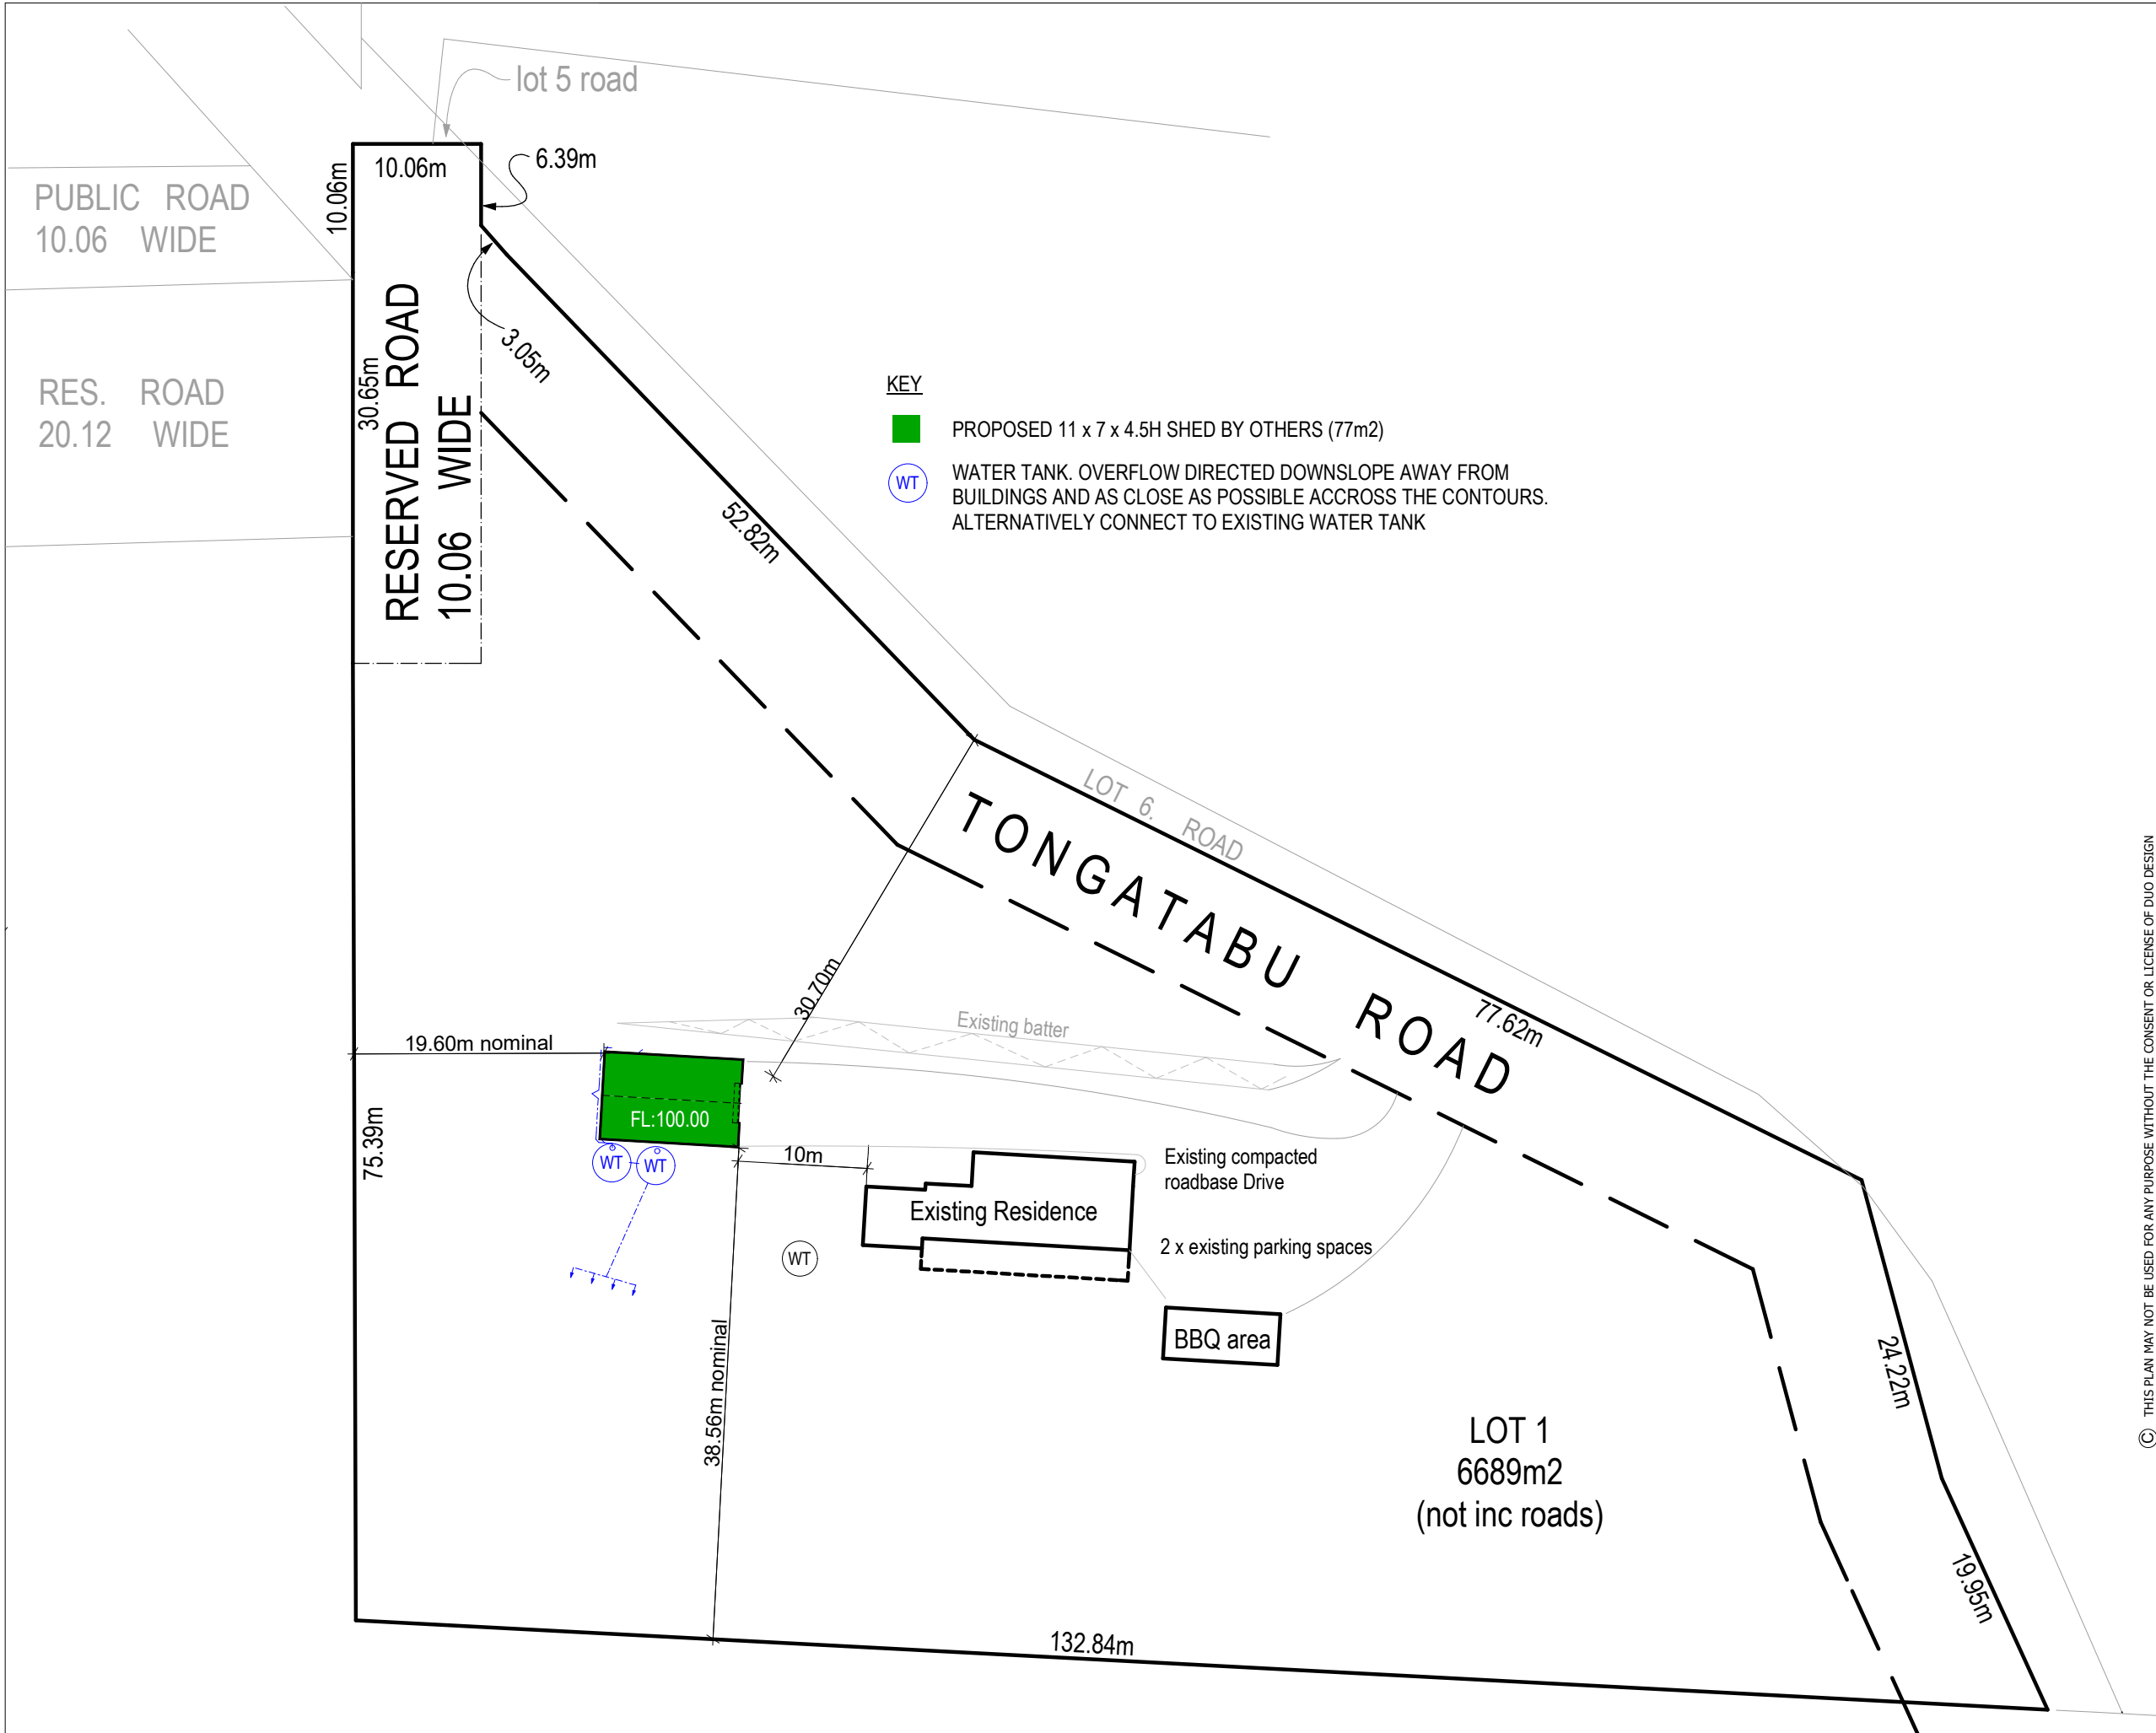 lot 5 road
10.06m
6.39m
10.06m
PUBLIC ROAD
10.06 WIDE
RESERVED ROAD
10.06 WIDE
30.65m
3.05m
RES. ROAD
20.12 WIDE
KEY
PROPOSED 11 x 7 x 4.5H SHED BY OTHERS (77m2)
WT
WATER TANK. OVERFLOW DIRECTED DOWNSLOPE AWAY FROM
BUILDINGS AND AS CLOSE AS POSSIBLE ACCROSS THE CONTOURS.
ALTERNATIVELY CONNECT TO EXISTING WATER TANK
52.82m
LOT 6. ROAD
TONGATABU ROAD
77.62m
30.70m
Existing batter
19.60m nominal
FL:100.00
75.39m
WT
WT
10m
Existing compacted
roadbase Drive
Existing Residence
2 x existing parking spaces
WT
BBQ area
38.56m nominal
24.22m
LOT 1
6689m2
(not inc roads)
19.95m
132.84m
© THIS PLAN MAY NOT BE USED FOR ANY PURPOSE WITHOUT THE CONSENT OR LICENSE OF DUO DESIGN